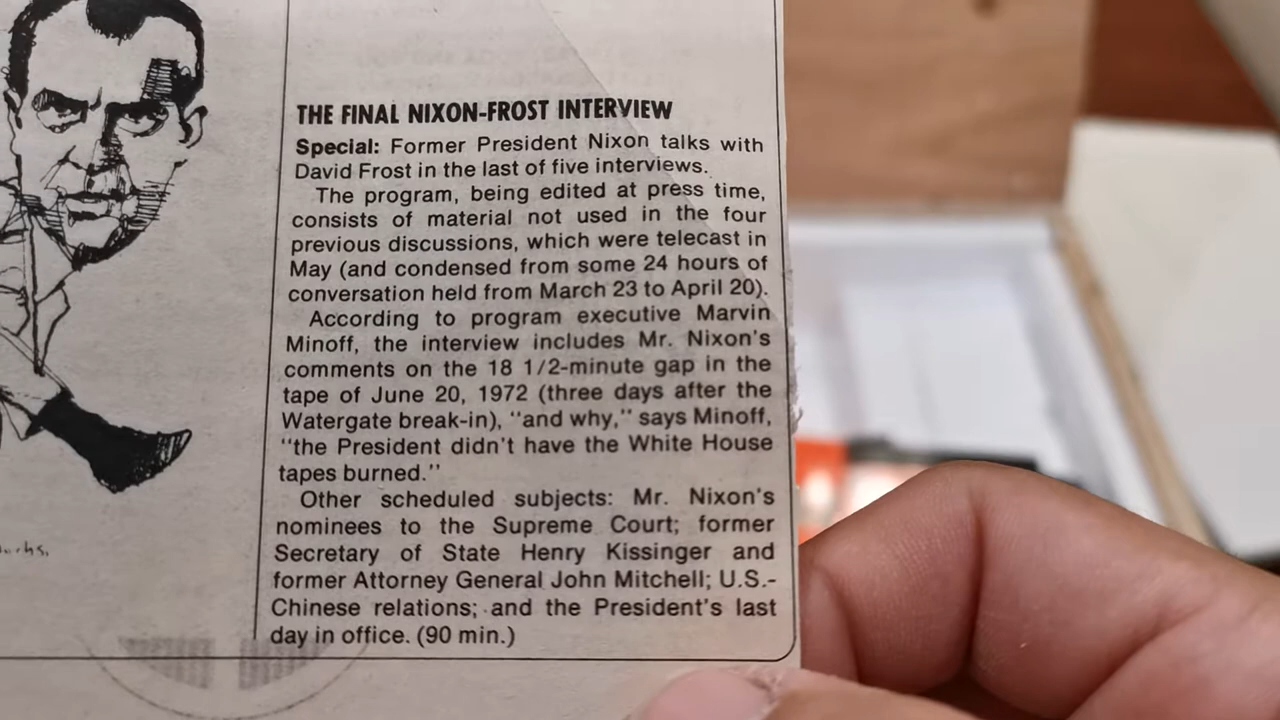 THE FINAL NIXON-FROST INTERVIEW
Special: Former President Nixon talks with
David Frost in the last of five interviews.
The program, being edited at press time,
consists of material not used in the four
previous discussions, which were telecast in
May (and condensed from some 24 hours of
conversation held from March 23 to April 20).
According to program executive Marvin
Minoff, the interview includes Mr. Nixon's
comments on the 18 1/2-minute gap in the
tape of June 20, 1972 (three days after the
Watergate break-in), "and why," says Minoff,
"the President didn't have the White House
tapes burned."
Other scheduled subjects: Mr. Nixon's
nominees to the Supreme Court; former
Secretary of State Henry Kissinger and
former Attorney General John Mitchell; U.S.-
Chinese relations; and the President's last
day in office. (90 min.)